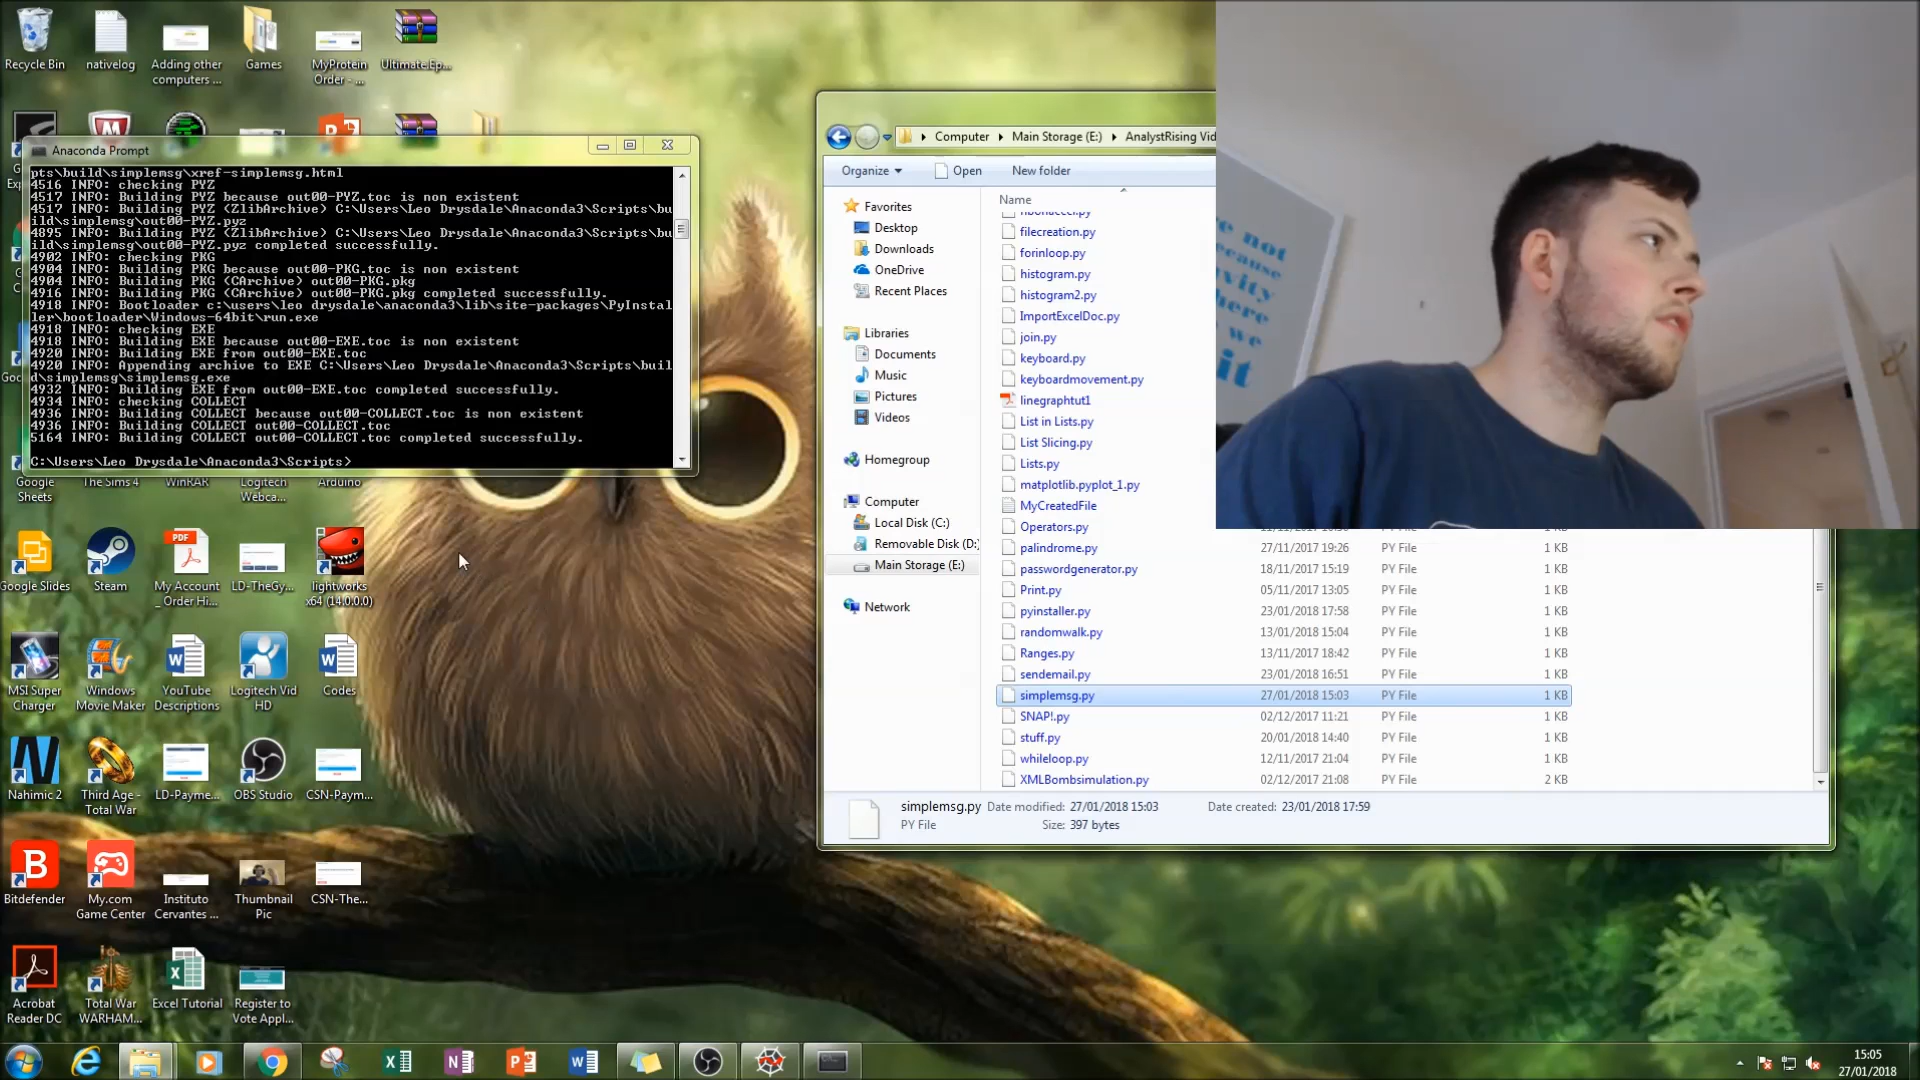 Recycle Bin
nativelog
Adding other
computers ...
Games
MyProtein
Order - ...
Ultimate.Ep...
Anaconda Prompt
pts\build\simplemsg\xref-simplemsg.html
4516 INFO: checking PYZ
4517 INFO: Building PYZ because out00-PYZ.toc is non existent
4517 INFO: Building PYZ (ZlibArchive) C:\Users\Leo Drysdale\Anaconda3\Scripts\bu
ild\simplemsg\out00-PYZ.pyz
4895 INFO: Building PYZ (ZlibArchive) C:\Users\Leo Drysdale\Anaconda3\Scripts\bu
ild\simplemsg\out00-PYZ.pyz completed successfully.
4902 INFO: checking PKG
4904 INFO: Building PKG because out00-PKG.toc is non existent
4904 INFO: Building PKG (CArchive) out00-PKG.pkg
4916 INFO: Building PKG (CArchive) out00-PKG.pkg completed successfully.
4918 INFO: Bootloader c:\users\leo drysdale\anaconda3\lib\site-packages\PyInstal
ler\bootloader\Windows-64bit\run.exe
4918 INFO: checking EXE
4918 INFO: Building EXE because out00-EXE.toc is non existent
4920 INFO: Building EXE from out00-EXE.toc
4920 INFO: Appending archive to EXE C:\Users\Leo Drysdale\Anaconda3\Scripts\buil
d\simplemsg\simplemsg.exe
4932 INFO: Building EXE from out00-EXE.toc completed successfully.
4934 INFO: checking COLLECT
4936 INFO: Building COLLECT because out00-COLLECT.toc is non existent
4936 INFO: Building COLLECT out00-COLLECT.toc
5164 INFO: Building COLLECT out00-COLLECT.toc completed successfully.
C:\Users\Leo Drysdale\Anaconda3\Scripts>
Google
Sheets
The Sims 4
WinRAR
Logitech
Webca...
Arduino
Google Slides
Steam
PDF
My Account
_ Order Hi...
LD-TheGy...
lightworks
x64 (14.0.0.0)
MSI Super
Charger
Windows
Movie Maker
YouTube
Descriptions
Logitech Vid
HD
Codes
Nahimic 2
Third Age -
Total War
LD-Payme...
OBS Studio
CSN-Paym...
Bitdefender
My.com
Game Center
Instituto
Cervantes ...
Thumbnail
Pic
CSN-The...
Acrobat
Reader DC
Total War
WARHAM...
Excel Tutorial
Register to
Vote Appl...
Computer
Main Storage (E:)
AnalystRising Vid
Organize
Open
New folder
Favorites
Desktop
Downloads
OneDrive
Recent Places
Libraries
Documents
Music
Pictures
Videos
Homegroup
Computer
Local Disk (C:)
Removable Disk (D:)
Main Storage (E:)
Network
Name
fibonacci.py
filecreation.py
forinloop.py
histogram.py
histogram2.py
ImportExcelDoc.py
join.py
keyboard.py
keyboardmovement.py
linegraphtut1
List in Lists.py
List Slicing.py
Lists.py
matplotlib.pyplot_1.py
MyCreatedFile
Operators.py
palindrome.py 27/11/2017 19:26 PY File 1 KB
passwordgenerator.py 18/11/2017 15:19 PY File 1 KB
Print.py 05/11/2017 13:05 PY File 1 KB
pyinstaller.py 23/01/2018 17:58 PY File 1 KB
randomwalk.py 13/01/2018 15:04 PY File 1 KB
Ranges.py 13/11/2017 18:42 PY File 1 KB
sendemail.py 23/01/2018 16:51 PY File 1 KB
simplemsg.py 27/01/2018 15:03 PY File 1 KB
SNAP!.py 02/12/2017 11:21 PY File 1 KB
stuff.py 20/01/2018 14:40 PY File 1 KB
whileloop.py 12/11/2017 21:04 PY File 1 KB
XMLBombsimulation.py 02/12/2017 21:08 PY File 2 KB
simplemsg.py Date modified: 27/01/2018 15:03 Date created: 23/01/2018 17:59
PY File Size: 397 bytes
15:05
27/01/2018